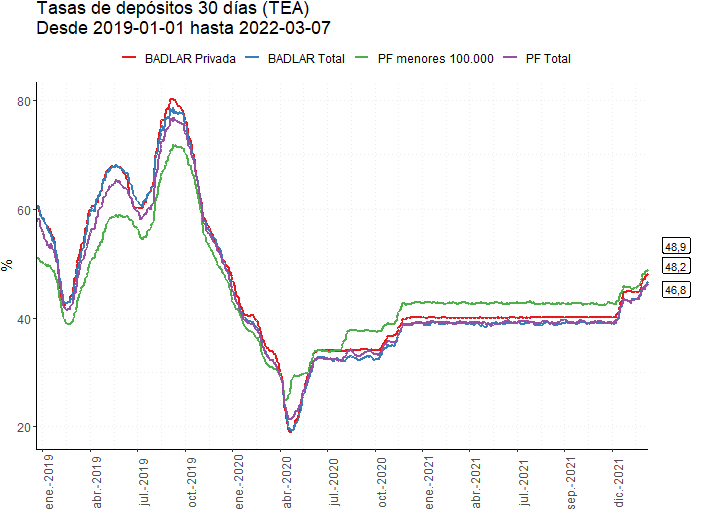 Tasas de depósitos 30 días (TEA)
Desde 2019-01-01 hasta 2022-03-07
BADLAR Privada BADLAR Total PF menores 100.000 PF Total
80
60
40
20
%
48,9
48,2
46,8
ene.-2019
abr.-2019
jul.-2019
oct.-2019
ene.-2020
abr.-2020
jul.-2020
oct.-2020
ene.-2021
abr.-2021
jun.-2021
sep.-2021
dic.-2021